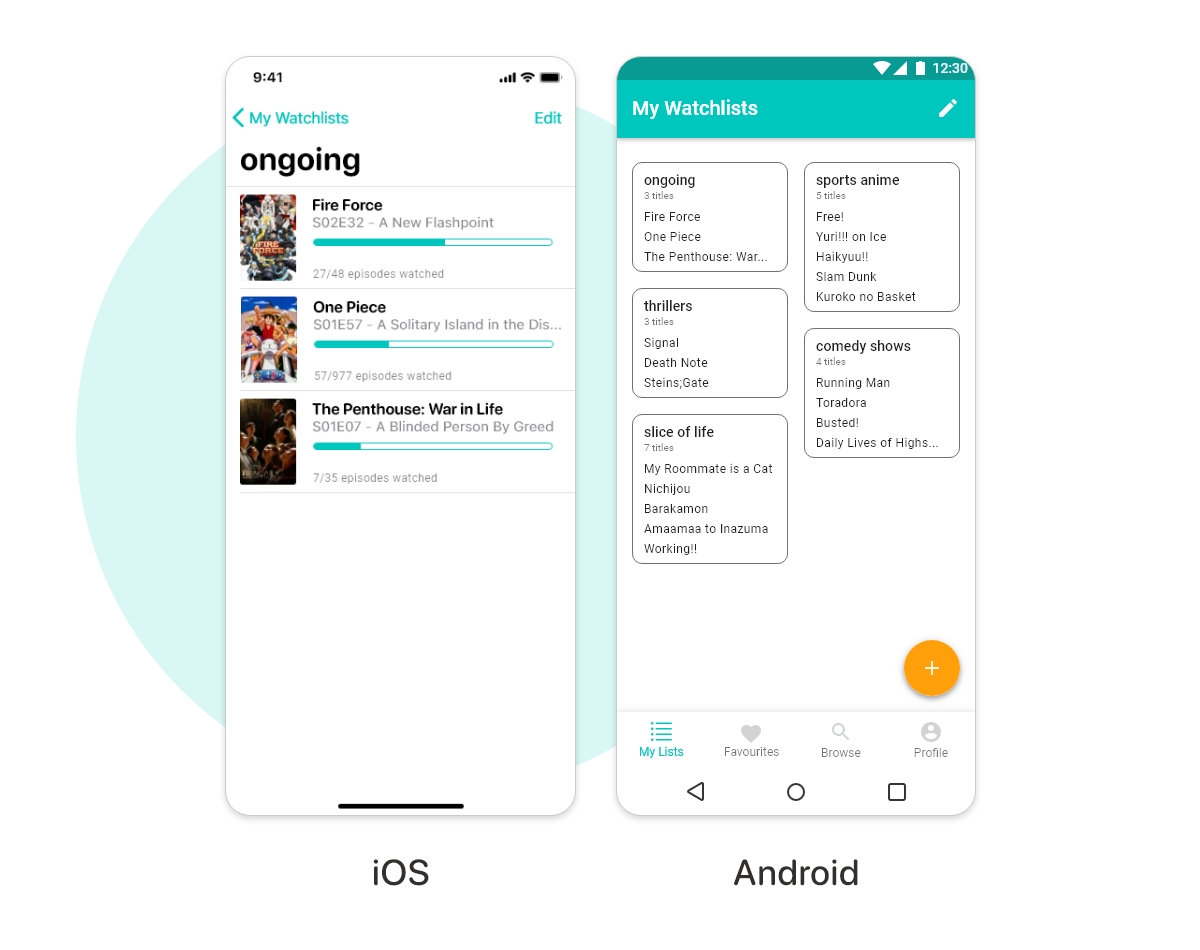 9:41
My Watchlists
Edit
ongoing
FIRE
FORCE
Fire Force
S02E32 - A New Flashpoint
27/48 episodes watched
One Piece
S01E57 - A Solitary Island in the Dis...
57/977 episodes watched
The Penthouse: War in Life
S01E07 - A Blinded Person By Greed
7/35 episodes watched
iOS
12:30
My Watchlists
ongoing
3 titles
Fire Force
One Piece
The Penthouse: War...
thrillers
3 titles
Signal
Death Note
Steins;Gate
slice of life
7 titles
My Roommate is a Cat
Nichijou
Barakamon
Amaamaa to Inazuma
Working!!
sports anime
5 titles
Free!
Yuri!!! on Ice
Haikyuu!!
Slam Dunk
Kuroko no Basket
comedy shows
4 titles
Running Man
Toradora
Busted!
Daily Lives of Highs...
My Lists
Favourites
Browse
Profile
Android